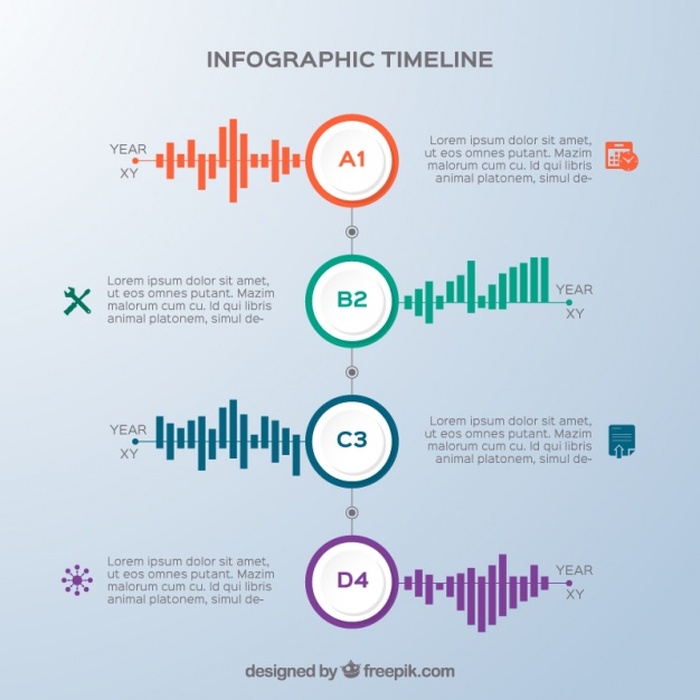 INFOGRAPHIC TIMELINE
YEAR
XY
A1
Lorem ipsum dolor sit amet,
ut eos omnes putant. Mazim
malorum cum cu. Id qui libris
animal platonem, simul de-
Lorem ipsum dolor sit amet,
ut eos omnes putant. Mazim
malorum cum cu. Id qui libris
animal platonem, simul de-
B2
YEAR
XY
YEAR
XY
C3
Lorem ipsum dolor sit amet,
ut eos omnes putant. Mazim
malorum cum cu. Id qui libris
animal platonem, simul de-
Lorem ipsum dolor sit amet,
ut eos omnes putant. Mazim
malorum cum cu. Id qui libris
animal platonem, simul de-
D4
YEAR
XY
designed by freepik.com